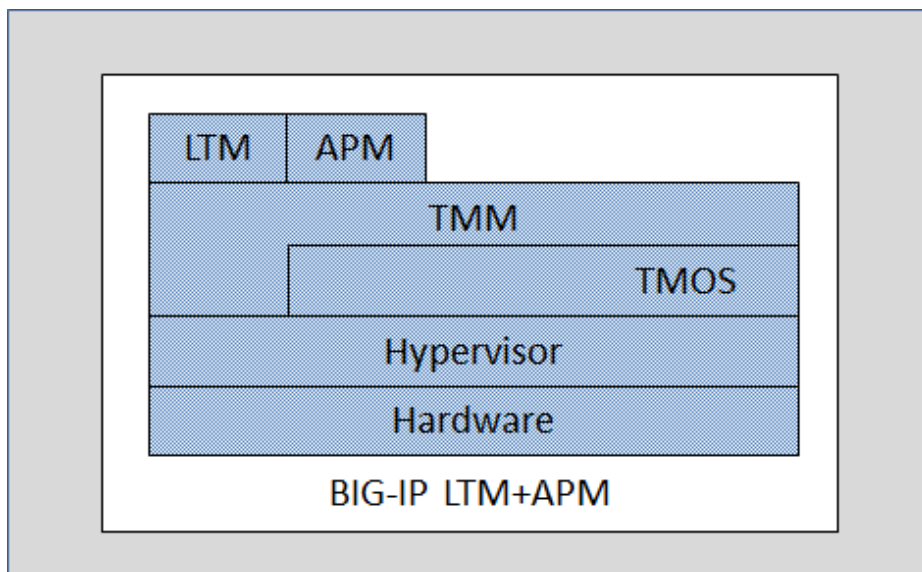 LTM APM
TMM
TMOS
Hypervisor
Hardware
BIG-IP LTM+APM